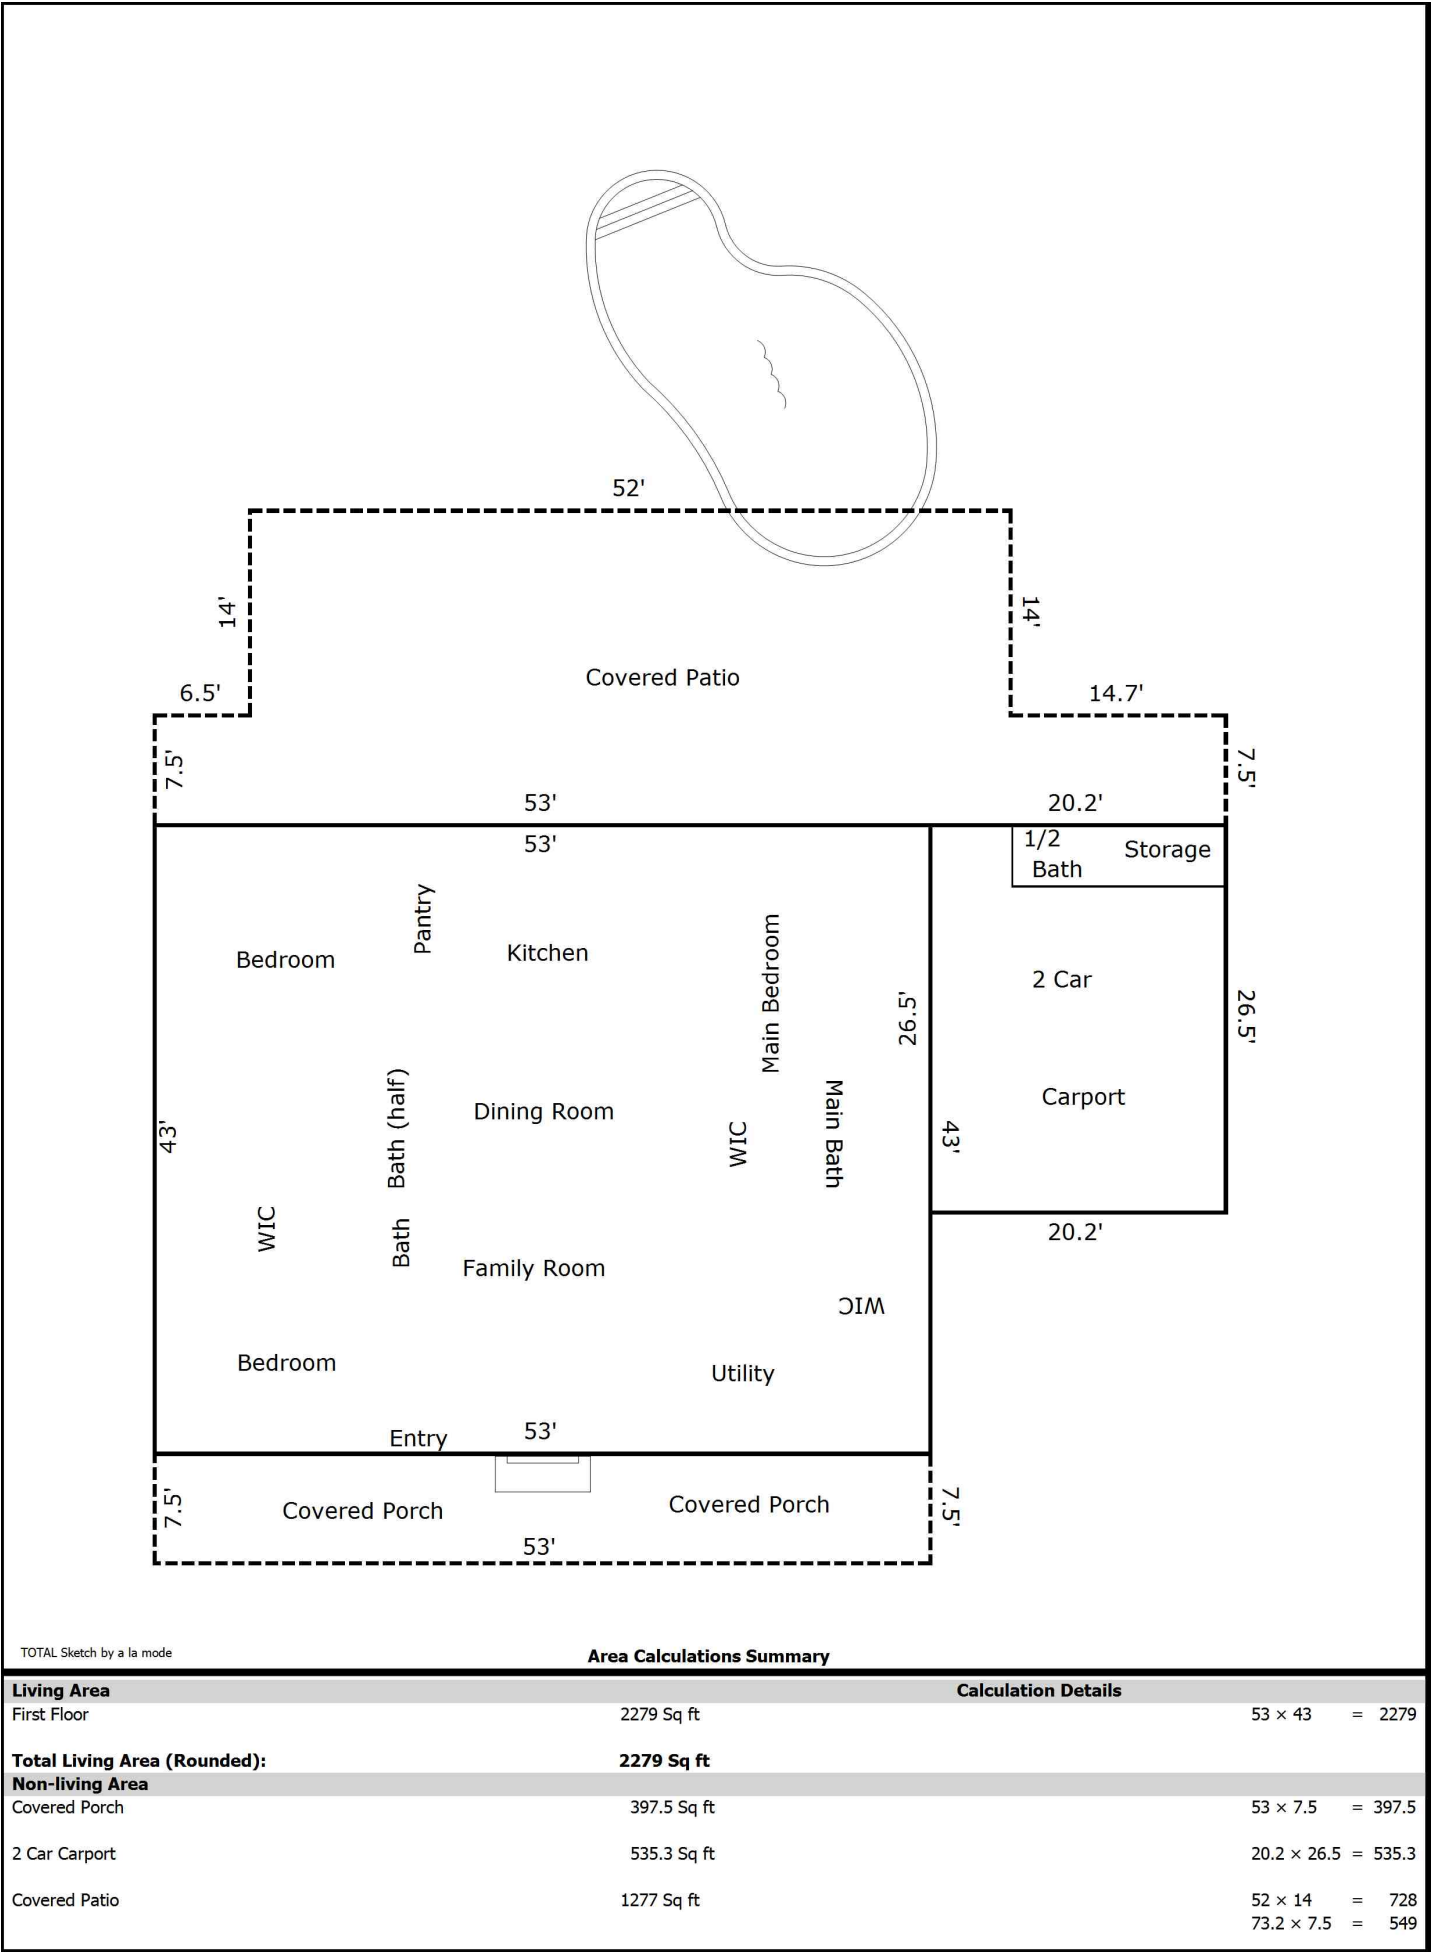 52'
14'
14'
Covered Patio
6.5'
14.7'
7.5'
7.5'
53'
20.2'
53'
1/2
Bath
Storage
Pantry
Bedroom
Kitchen
Main Bedroom
2 Car
26.5'
26.5'
Carport
Bath (half)
Dining Room
Main Bath
WIC
43'
43'
WIC
Bath
20.2'
Family Room
WIC
Bedroom
Utility
53'
Entry
7.5'
Covered Porch
Covered Porch
7.5'
53'
TOTAL Sketch by a la mode
Area Calculations Summary
Living Area Calculation Details
First Floor 2279 Sq ft 53 × 43 = 2279
Total Living Area (Rounded): 2279 Sq ft
Non-living Area
Covered Porch 397.5 Sq ft 53 × 7.5 = 397.5
2 Car Carport 535.3 Sq ft 20.2 × 26.5 = 535.3
Covered Patio 1277 Sq ft 52 × 14 = 728
73.2 × 7.5 = 549